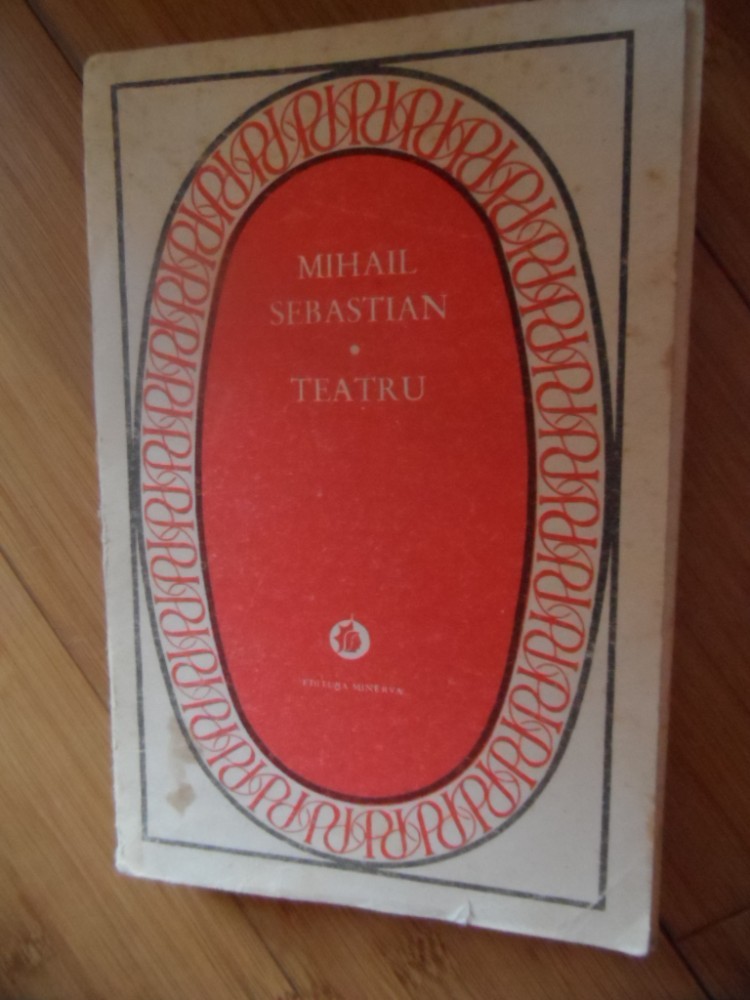 MIHAIL
SEBASTIAN
•
TEATRU
EDITURA MINERVA